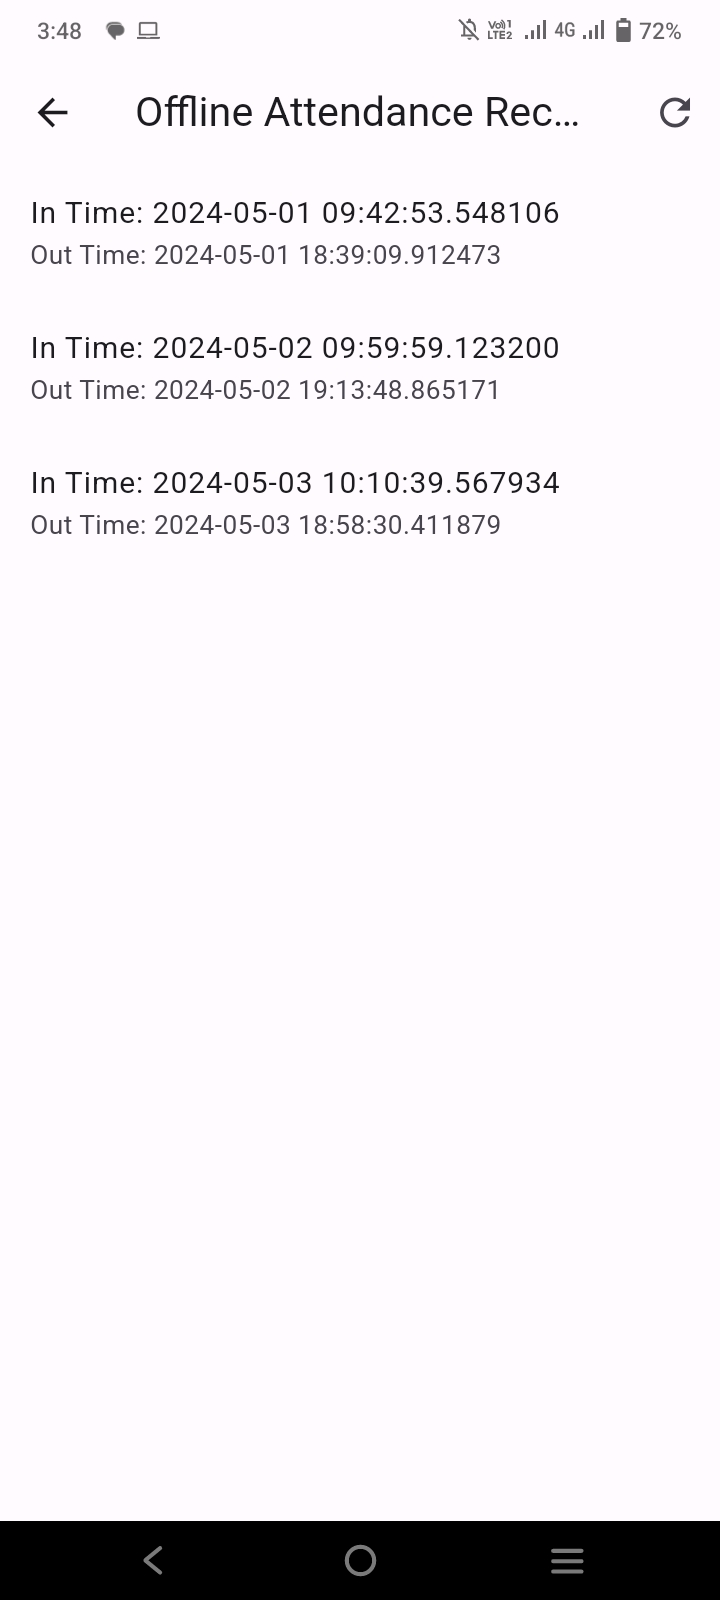 3:48 Vo))1 LTE2 4G 72%
Offline Attendance Rec...
In Time: 2024-05-01 09:42:53.548106
Out Time: 2024-05-01 18:39:09.912473
In Time: 2024-05-02 09:59:59.123200
Out Time: 2024-05-02 19:13:48.865171
In Time: 2024-05-03 10:10:39.567934
Out Time: 2024-05-03 18:58:30.411879